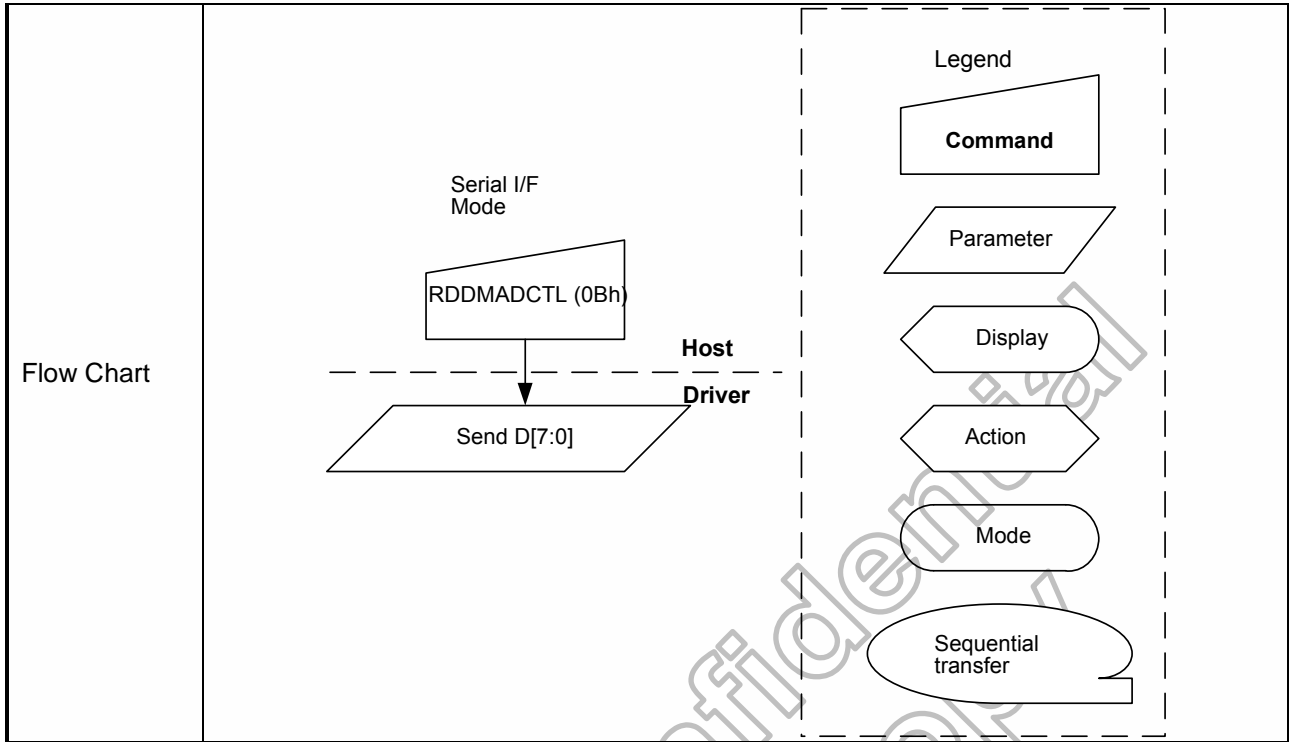 Flow Chart
Serial I/F
Mode
RDDMADCTL (0Bh)
Host
Driver
Send D[7:0]
Legend
Command
Parameter
Display
Action
Mode
Sequential
transfer